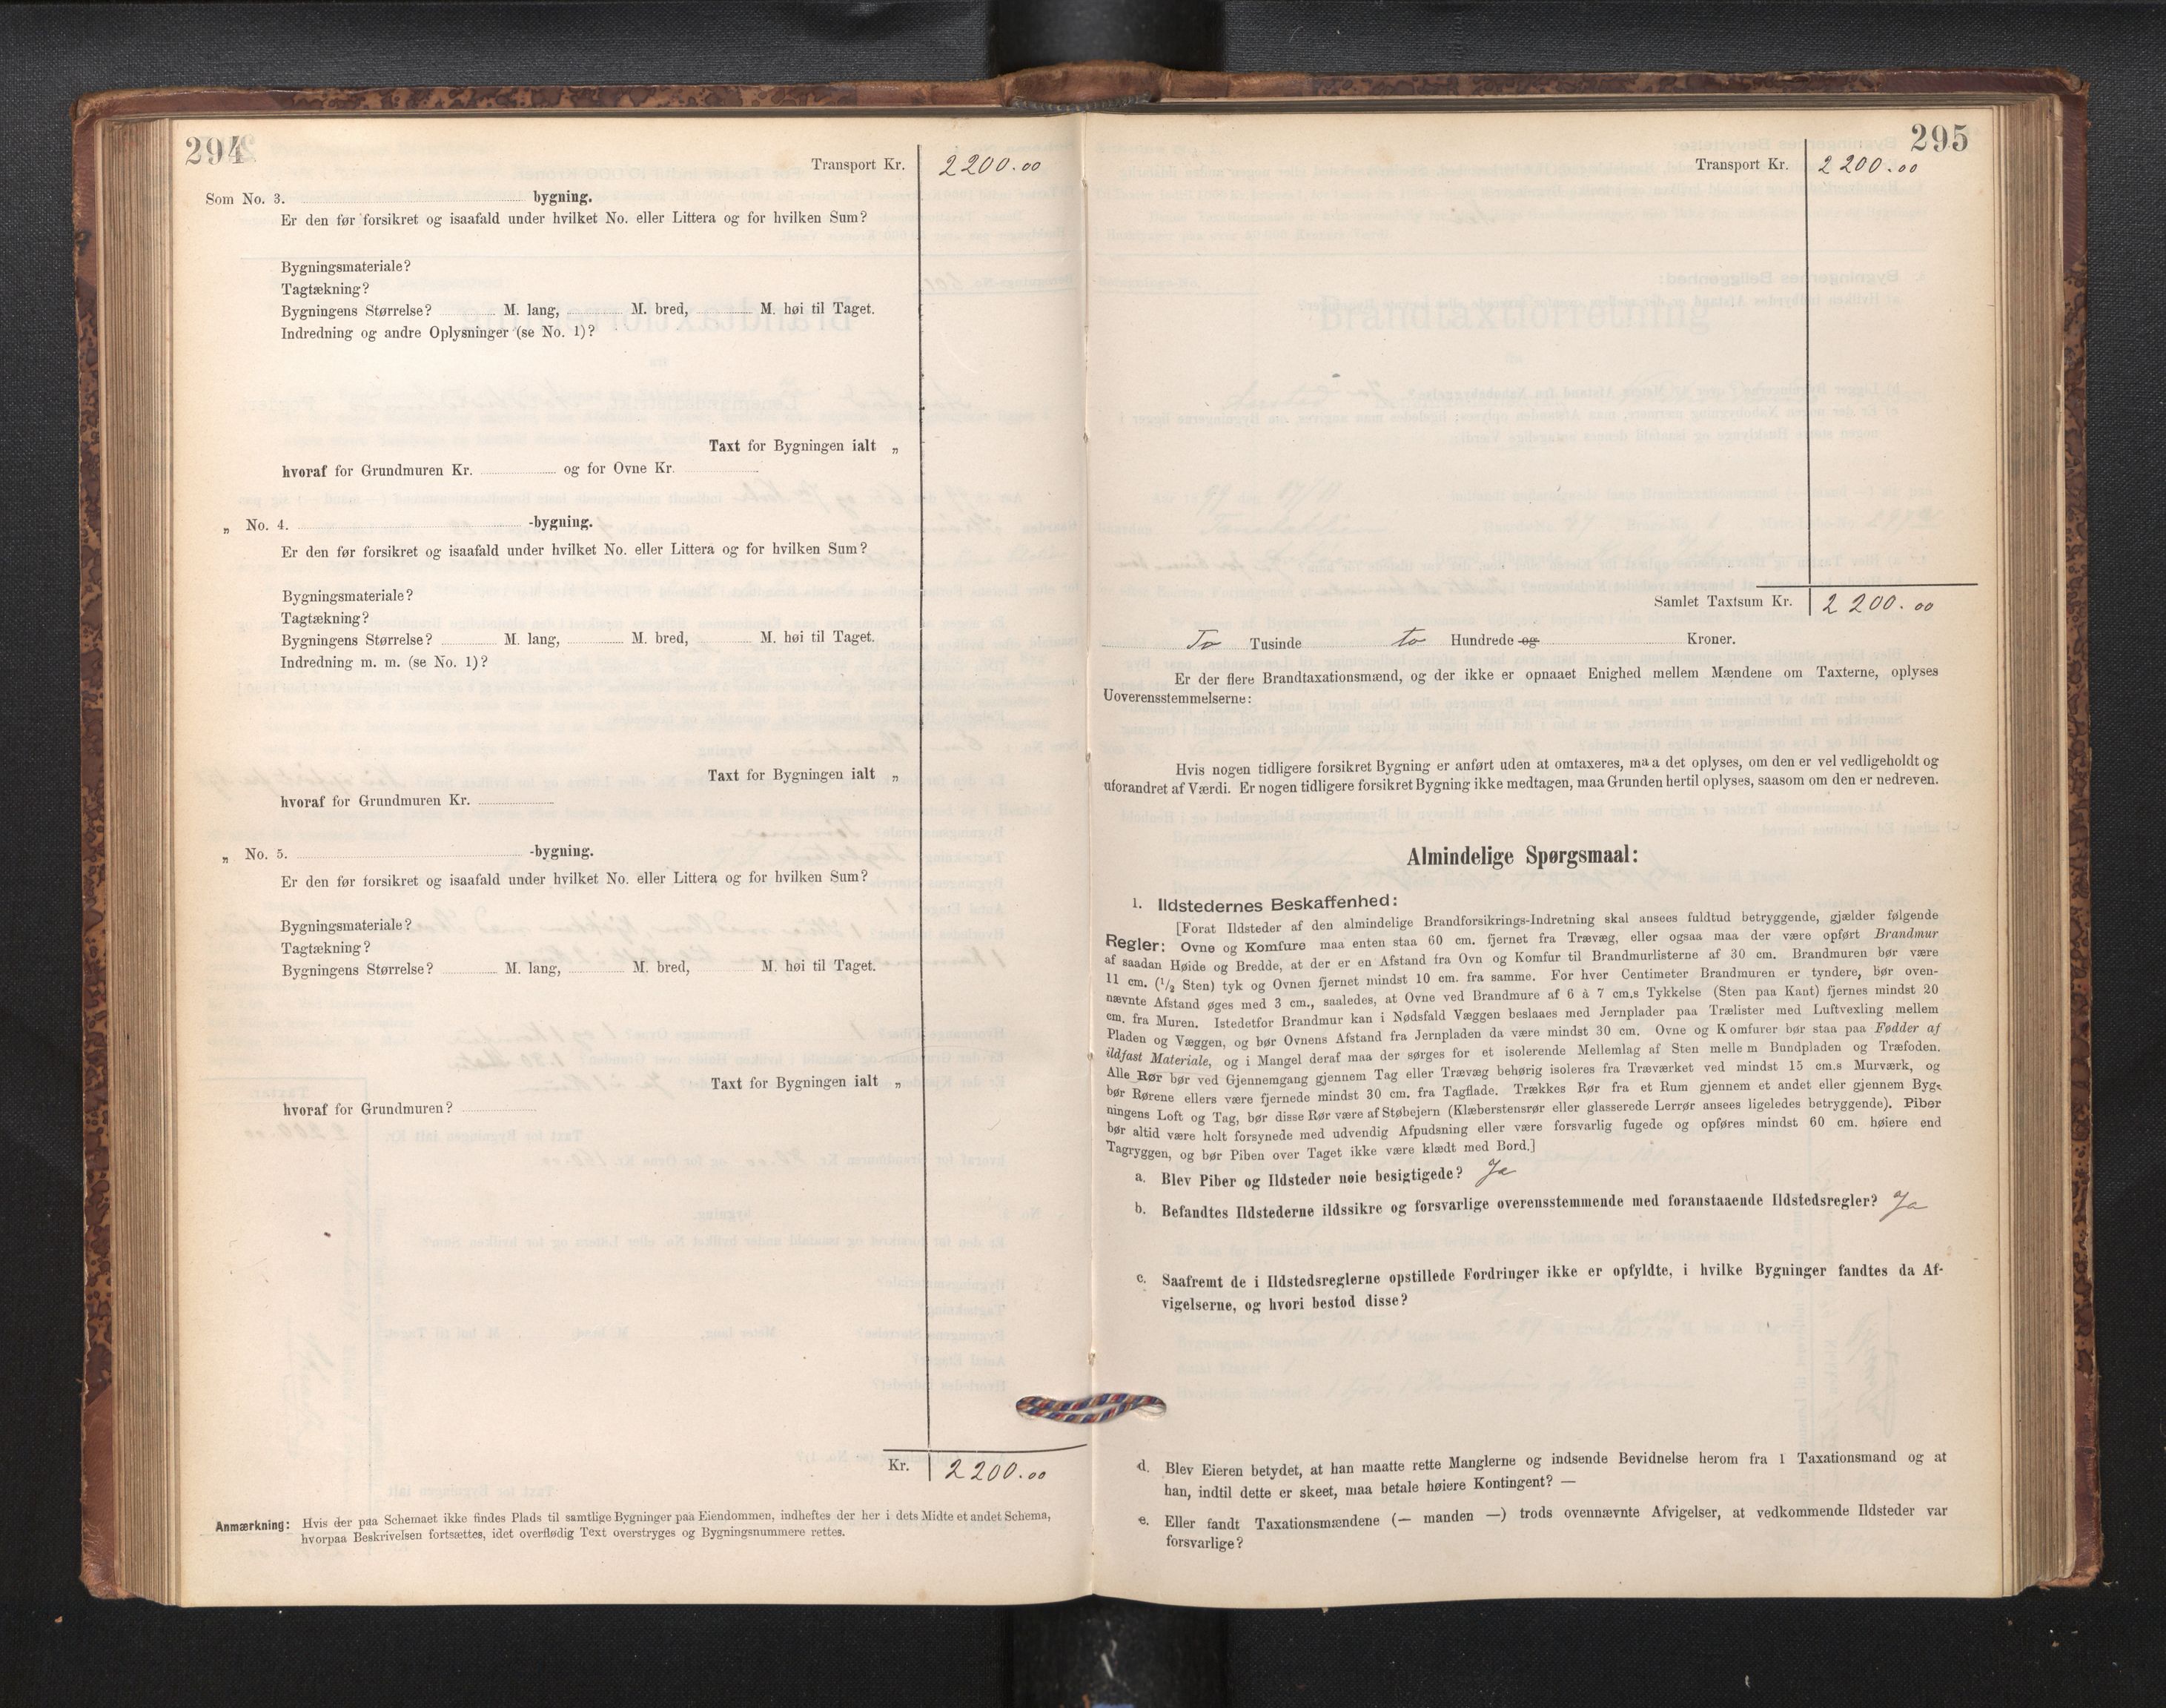 294
Transport Kr. 2200.00
Som No. 3. bygning.
Er den før forsikret og isaafald under hvilket No. eller Littera og for hvilken Sum?
Bygningsmateriale?
Tagtækning?
Bygningens Størrelse? M. lang, M. bred, M. høi til Taget.
Indredning og andre Oplysninger (se No. 1)?
Taxt for Bygningen ialt „
hvoraf for Grundmuren Kr. og for Ovne Kr.
„ No. 4. -bygning.
Er den før forsikret og isaafald under hvilket No. eller Littera og for hvilken Sum?
Bygningsmateriale?
Tagtækning?
Bygningens Størrelse? M. lang, M. bred, M. høi til Taget.
Indredning m. m. (se No. 1)?
Taxt for Bygningen ialt „
hvoraf for Grundmuren Kr.
„ No. 5. -bygning.
Er den før forsikret og isaafald under hvilket No. eller Littera og for hvilken Sum?
Bygningsmateriale?
Tagtækning?
Bygningens Størrelse? M. lang, M. bred, M. høi til Taget.
Taxt for Bygningen ialt „
hvoraf for Grundmuren?
Kr. 2200.00
Anmærkning: Hvis der paa Schemaet ikke findes Plads til samtlige Bygninger paa Eiendommen, indheftes der her i dets Midte et andet Schema,
hvorpaa Beskrivelsen fortsættes, idet overflødig Text overstryges og Bygningsnummere rettes.
295
Transport Kr. 2200.00
Samlet Taxtsum Kr. 2200.00
To Tusinde to Hundrede og Kroner.
Er der flere Brandtaxationsmænd, og der ikke er opnaaet Enighed mellem Mændene om Taxterne, oplyses
Uoverensstemmelserne:
Hvis nogen tidligere forsikret Bygning er anført uden at omtaxeres, maa det oplyses, om den er vel vedligeholdt og
uforandret af Værdi. Er nogen tidligere forsikret Bygning ikke medtagen, maa Grunden hertil oplyses, saasom om den er nedreven.
Almindelige Spørgsmaal:
1. Ildstedernes Beskaffenhed:
[Forat Ildsteder af den almindelige Brandforsikrings-Indretning skal ansees fuldtud betryggende, gjælder følgende
Regler: Ovne og Komfure maa enten staa 60 cm. fjernet fra Trævæg, eller ogsaa maa der være opført Brandmur
af saadan Høide og Bredde, at der er en Afstand fra Ovn og Komfur til Brandmurlisterne af 30 cm. Brandmuren bør være
11 cm. (1/2 Sten) tyk og Ovnen fjernet mindst 10 cm. fra samme. For hver Centimeter Brandmuren er tyndere, bør oven-
nævnte Afstand øges med 3 cm., saaledes, at Ovne ved Brandmure af 6 à 7 cm.s Tykkelse (Sten paa Kant) fjernes mindst 20
cm. fra Muren. Istedetfor Brandmur kan i Nødsfald Væggen beslaaes med Jernplader paa Trælister med Luftvexling mellem
Pladen og Væggen, og bør Ovnens Afstand fra Jernpladen da være mindst 30 cm. Ovne og Komfurer bør staa paa Fødder af
ildfast Materiale, og i Mangel deraf maa der sørges for et isolerende Mellemlag af Sten mellem Bundpladen og Træfoden.
Alle Rør bør ved Gjennemgang gjennem Tag eller Trævæg behørig isoleres fra Træværket ved mindst 15 cm.s Murværk, og
bør Rørene ellers være fjernede mindst 30 cm. fra Tagflade. Trækkes Rør fra et Rum gjennem et andet eller gjennem Byg-
ningens Loft og Tag, bør disse Rør være af Støbejern (Klæberstensrør eller glasserede Lerrør ansees ligeledes betryggende). Piber
bør altid være helt forsynede med udvendig Afpudsning eller være forsvarlig fugede og opføres mindst 60 cm. høiere end
Tagryggen, og bør Piben over Taget ikke være klædt med Bord.]
a. Blev Piber og Ildsteder nøie besigtigede? Ja
b. Befandtes Ildstederne ildssikre og forsvarlige overensstemmende med foranstaaende Ildstedsregler? Ja
c. Saafremt de i Ildstedsreglerne opstillede Fordringer ikke er opfyldte, i hvilke Bygninger fandtes da Af-
vigelserne, og hvori bestod disse?
d. Blev Eieren betydet, at han maatte rette Manglerne og indsende Bevidnelse herom fra 1 Taxationsmand og at
han, indtil dette er skeet, maa betale høiere Kontingent? —
e. Eller fandt Taxationsmændene (— manden —) trods ovennævnte Afvigelser, at vedkommende Ildsteder var
forsvarlige?